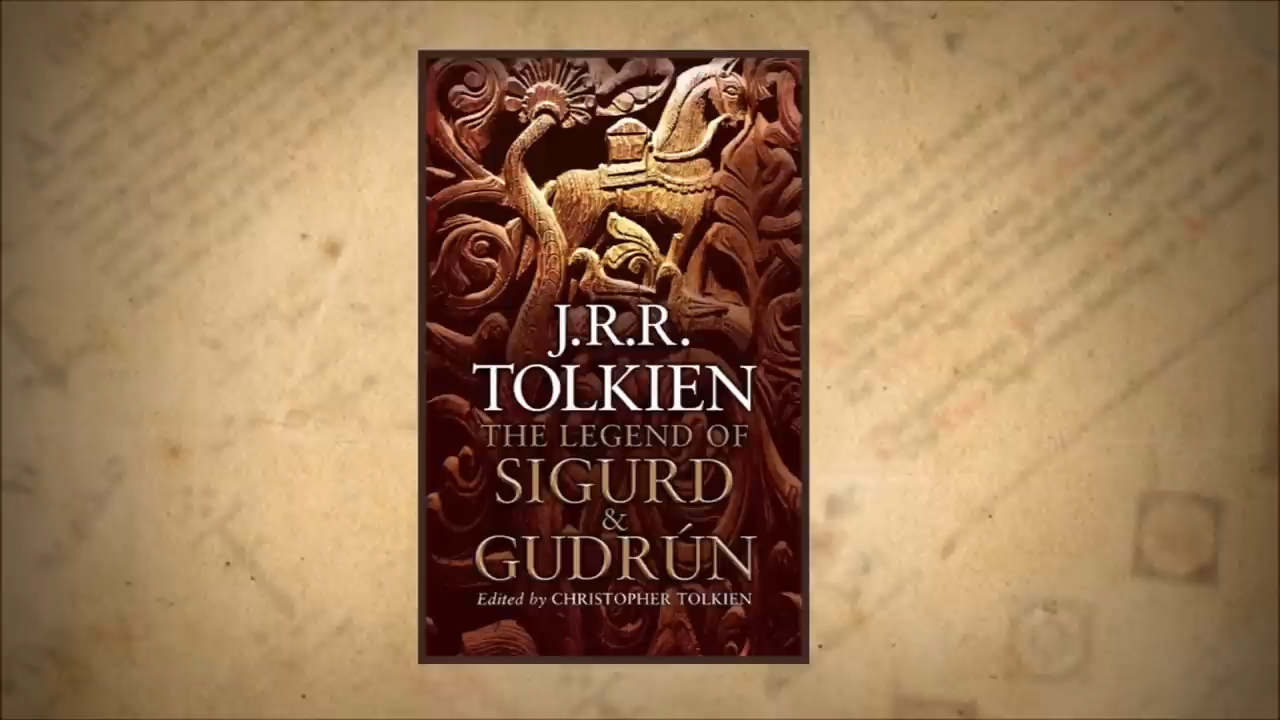 J.R.R.
TOLKIEN
THE LEGEND OF
SIGURD
&
GUDRÚN
Edited by CHRISTOPHER TOLKIEN